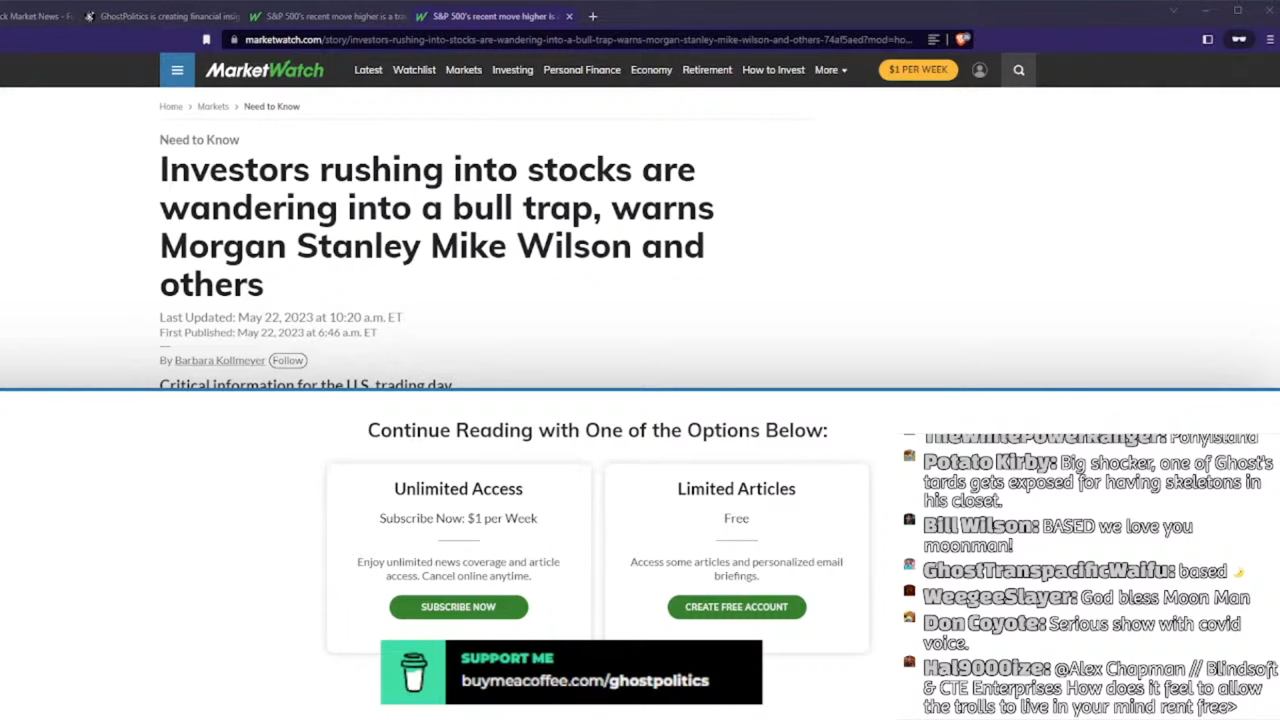 ck Market News - F
GhostPolitics is creating financial insig
S&P 500's recent move higher is a tra
S&P 500's recent move higher is
marketwatch.com/story/investors-rushing-into-stocks-are-wandering-into-a-bull-trap-warns-morgan-stanley-mike-wilson-and-others-74af5aed?mod=ho...
MarketWatch
Latest Watchlist Markets Investing Personal Finance Economy Retirement How to Invest More
$1 PER WEEK
Home > Markets > Need to Know
Need to Know
Investors rushing into stocks are
wandering into a bull trap, warns
Morgan Stanley Mike Wilson and
others
Last Updated: May 22, 2023 at 10:20 a.m. ET
First Published: May 22, 2023 at 6:46 a.m. ET
By Barbara Kollmeyer Follow
Critical information for the U.S. trading day
Continue Reading with One of the Options Below:
Unlimited Access
Subscribe Now: $1 per Week
Enjoy unlimited news coverage and article
access. Cancel online anytime.
SUBSCRIBE NOW
Limited Articles
Free
Access some articles and personalized email
briefings.
CREATE FREE ACCOUNT
SUPPORT ME
buymeacoffee.com/ghostpolitics
TheWhitePowerRanger: Ponyisland
Potato Kirby: Big shocker, one of Ghost's
tards gets exposed for having skeletons in
his closet.
Bill Wilson: BASED we love you
moonman!
GhostTranspacificWaifu: based 🌛
WeegeeSlayer: God bless Moon Man
Don Coyote: Serious show with covid
voice.
Hal9000ize: @Alex Chapman // Blindsoft
& CTE Enterprises How does it feel to allow
the trolls to live in your mind rent free>